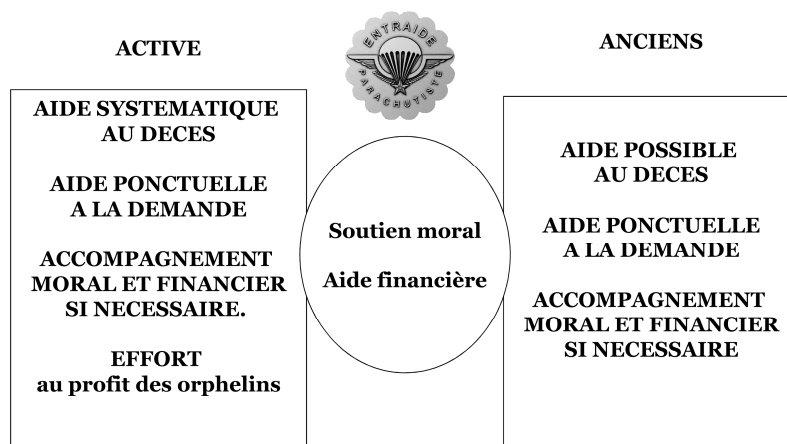 ACTIVE
AIDE SYSTEMATIQUE
AU DECES
AIDE PONCTUELLE
A LA DEMANDE
ACCOMPAGNEMENT
MORAL ET FINANCIER
SI NECESSAIRE.
EFFORT
au profit des orphelins
ENTRAIDE
PARACHUTISTE
Soutien moral
Aide financière
ANCIENS
AIDE POSSIBLE
AU DECES
AIDE PONCTUELLE
A LA DEMANDE
ACCOMPAGNEMENT
MORAL ET FINANCIER
SI NECESSAIRE